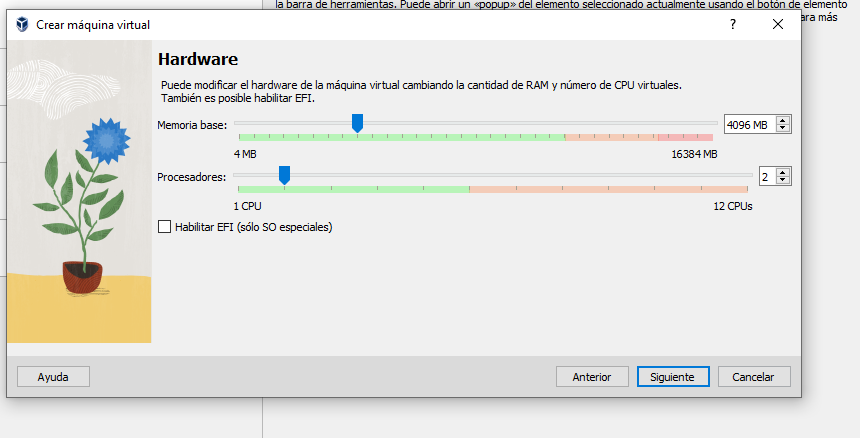 la barra de herramientas. Puede abrir un «popup» del elemento seleccionado actualmente usando el botón de elemento
ara más
Crear máquina virtual
Hardware
Puede modificar el hardware de la máquina virtual cambiando la cantidad de RAM y número de CPU virtuales.
También es posible habilitar EFI.
Memoria base: 4096 MB
4 MB 16384 MB
Procesadores: 2
1 CPU 12 CPUs
Habilitar EFI (sólo SO especiales)
Ayuda Anterior Siguiente Cancelar